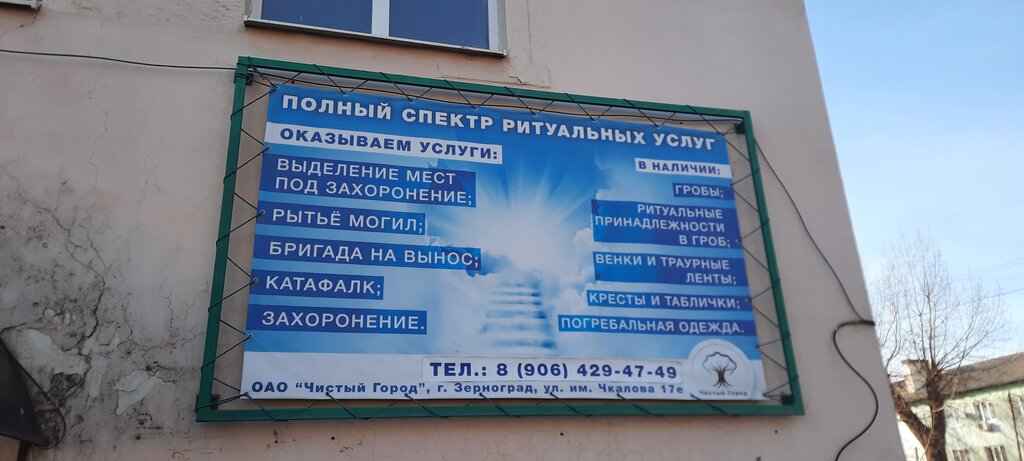 ПОЛНЫЙ СПЕКТР РИТУАЛЬНЫХ УСЛУГ
ОКАЗЫВАЕМ УСЛУГИ:
ВЫДЕЛЕНИЕ МЕСТ
ПОД ЗАХОРОНЕНИЕ;
РЫТЬЁ МОГИЛ;
БРИГАДА НА ВЫНОС;
КАТАФАЛК;
ЗАХОРОНЕНИЕ.
В НАЛИЧИИ:
ГРОБЫ;
РИТУАЛЬНЫЕ
ПРИНАДЛЕЖНОСТИ
В ГРОБ;
ВЕНКИ И ТРАУРНЫЕ
ЛЕНТЫ;
КРЕСТЫ И ТАБЛИЧКИ;
ПОГРЕБАЛЬНАЯ ОДЕЖДА.
ТЕЛ.: 8 (906) 429-47-49
ОАО "Чистый Город", г. Зерноград, ул. им. Чкалова 17е
Чистый Город